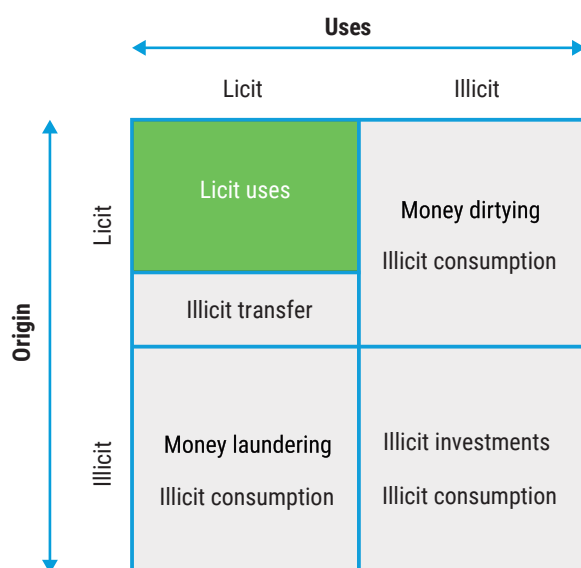 Uses
Licit
Illicit
Origin
Licit
Licit uses
Money dirtying
Illicit consumption
Illicit transfer
Illicit
Money laundering
Illicit consumption
Illicit investments
Illicit consumption